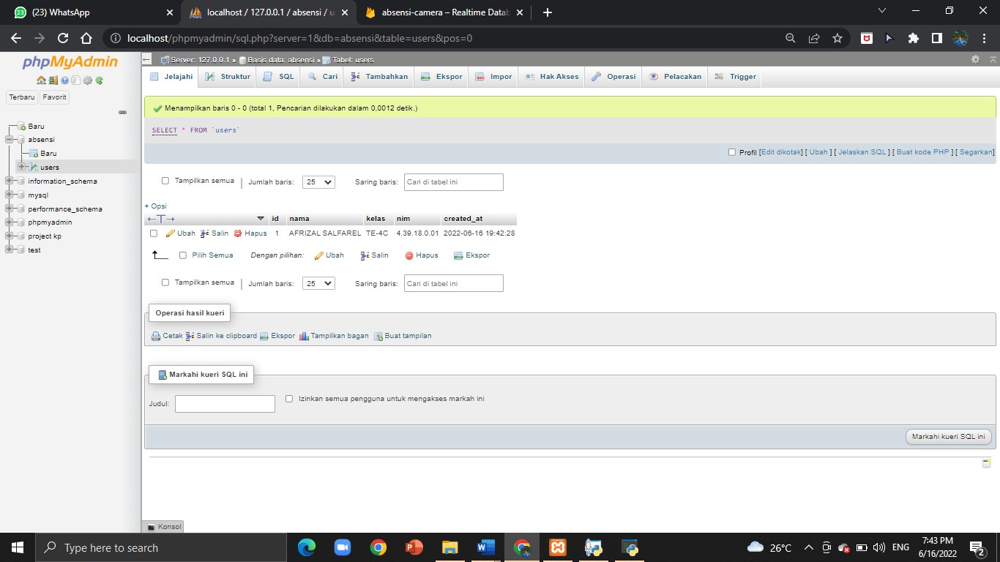 (23) WhatsApp
localhost / 127.0.0.1 / absensi / u
absensi-camera – Realtime Datab
localhost/phpmyadmin/sql.php?server=1&db=absensi&table=users&pos=0
phpMyAdmin
Terbaru Favorit
Baru
absensi
Baru
users
information_schema
mysql
performance_schema
phpmyadmin
project kp
test
Server: 127.0.0.1 » Basis data: absensi » Tabel: users
Jelajahi Struktur SQL Cari Tambahkan Ekspor Impor Hak Akses Operasi Pelacakan Trigger
Menampilkan baris 0 - 0 (total 1, Pencarian dilakukan dalam 0,0012 detik.)
SELECT * FROM `users`
Profil [Edit dikotak] [ Ubah ] [ Jelaskan SQL ] [ Buat kode PHP ] [ Segarkan]
Tampilkan semua | Jumlah baris: 25 Saring baris: Cari di tabel ini
+ Opsi
←T→ id nama kelas nim created_at
Ubah Salin Hapus 1 AFRIZAL SALFAREL TE-4C 4.39.18.0.01 2022-06-16 19:42:28
Pilih Semua Dengan pilihan: Ubah Salin Hapus Ekspor
Tampilkan semua | Jumlah baris: 25 Saring baris: Cari di tabel ini
Operasi hasil kueri
Cetak Salin ke clipboard Ekspor Tampilkan bagan Buat tampilan
Markahi kueri SQL ini
Judul: Izinkan semua pengguna untuk mengakses markah ini
Markahi kueri SQL ini
Konsol
Type here to search
26°C ENG 7:43 PM
6/16/2022
2